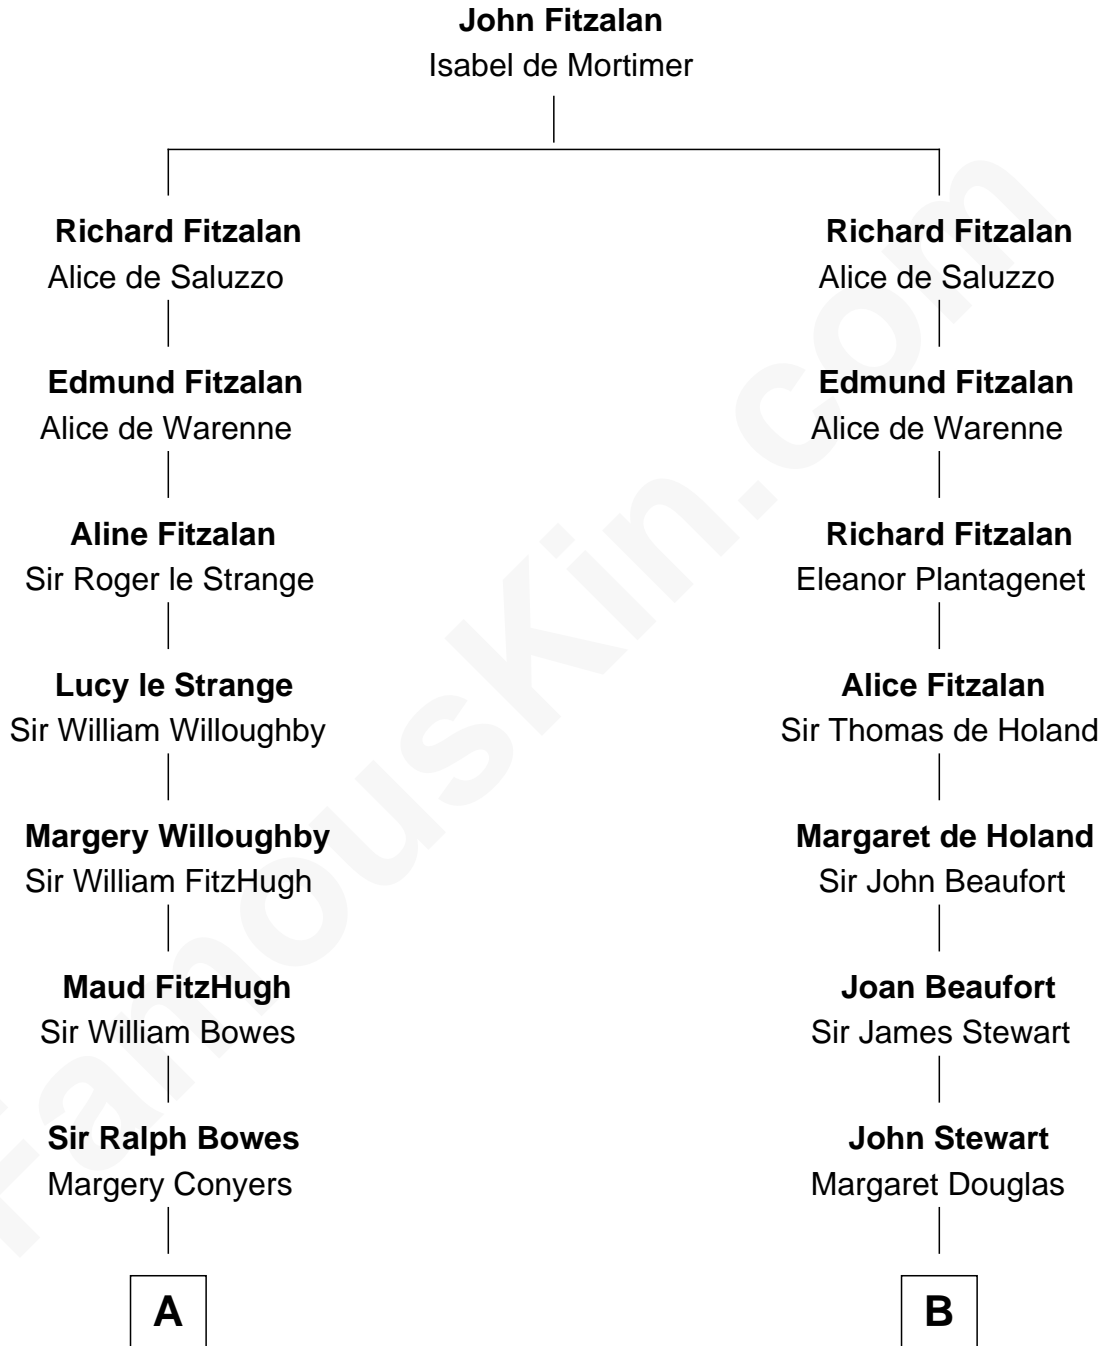 John Fitzalan
Isabel de Mortimer
Richard Fitzalan
Alice de Saluzzo
Richard Fitzalan
Alice de Saluzzo
Edmund Fitzalan
Alice de Warenne
Edmund Fitzalan
Alice de Warenne
Aline Fitzalan
Sir Roger le Strange
Richard Fitzalan
Eleanor Plantagenet
Lucy le Strange
Sir William Willoughby
Alice Fitzalan
Sir Thomas de Holand
Margery Willoughby
Sir William FitzHugh
Margaret de Holand
Sir John Beaufort
Maud FitzHugh
Sir William Bowes
Joan Beaufort
Sir James Stewart
Sir Ralph Bowes
Margery Conyers
John Stewart
Margaret Douglas
A
B
FamousKin.com